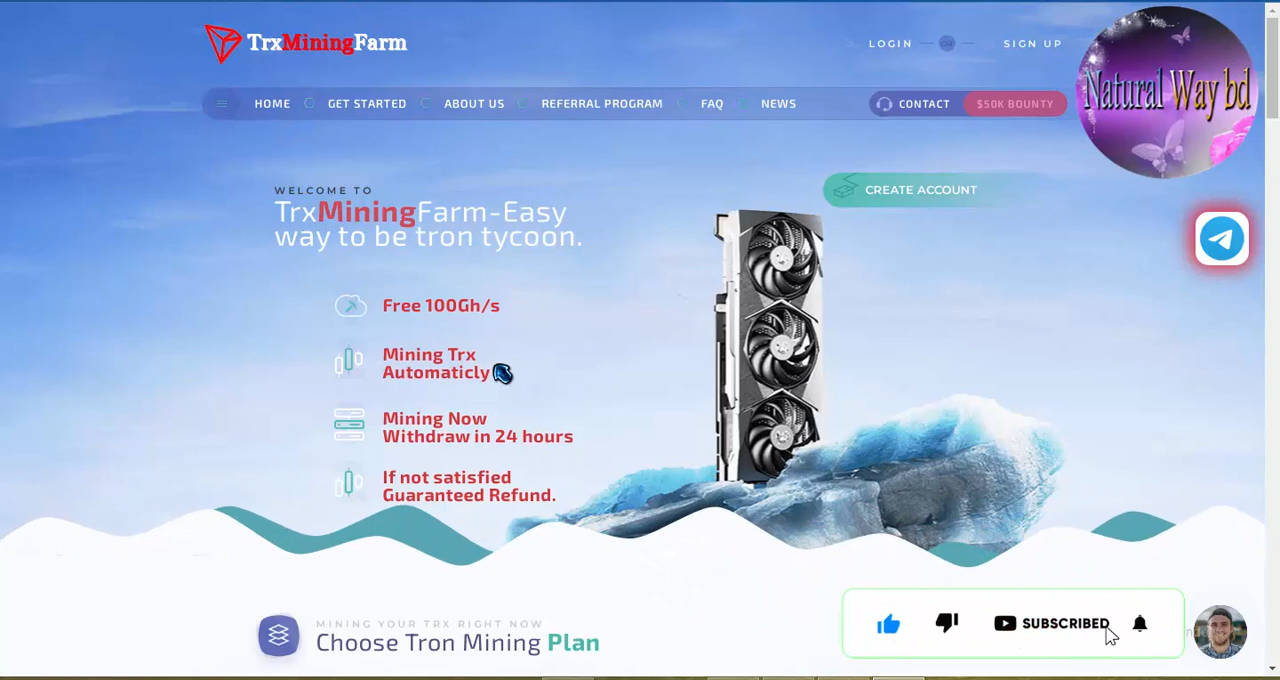 TrxMiningFarm
LOGIN
SIGN UP
Natural Way bd
HOME
GET STARTED
ABOUT US
REFERRAL PROGRAM
FAQ
NEWS
CONTACT
$50K BOUNTY
WELCOME TO
TrxMiningFarm-Easy
way to be tron tycoon.
CREATE ACCOUNT
Free 100Gh/s
Mining Trx
Automaticly
Mining Now
Withdraw in 24 hours
If not satisfied
Guaranteed Refund.
MINING YOUR TRX RIGHT NOW
Choose Tron Mining Plan
SUBSCRIBED